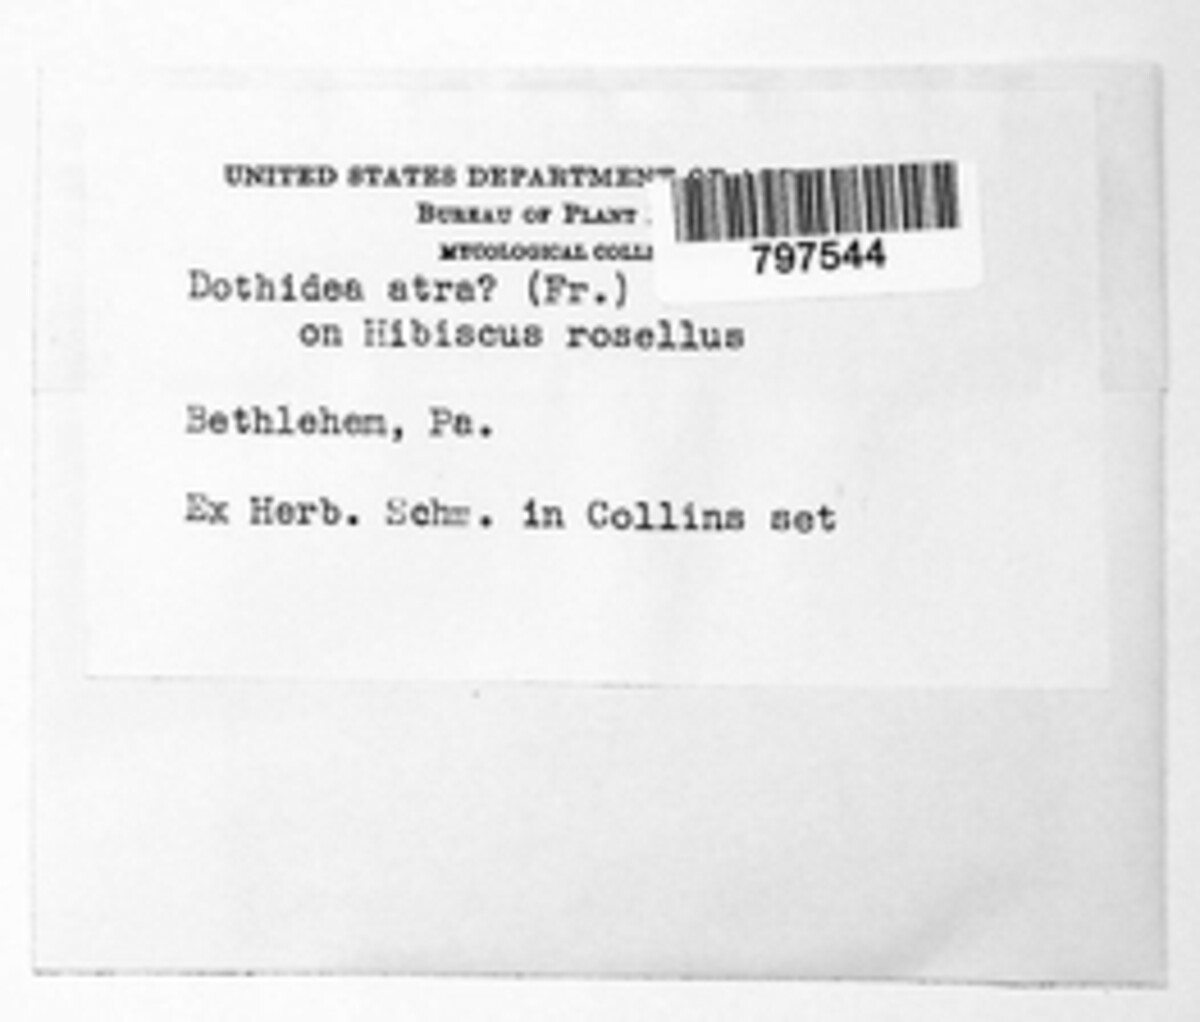 UNITED STATES DEPARTMENT OF
BUREAU OF PLANT
MYCOLOGICAL
797544
Dothidea atra? (Fr.)
on Hibiscus rosellus
Bethlehem, Pa.
Ex Herb. Schw. in Collins set